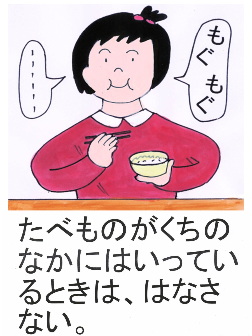 もぐ もぐ
------
たべものがくちの
なかにはいってい
るときは、はなさ
ない。